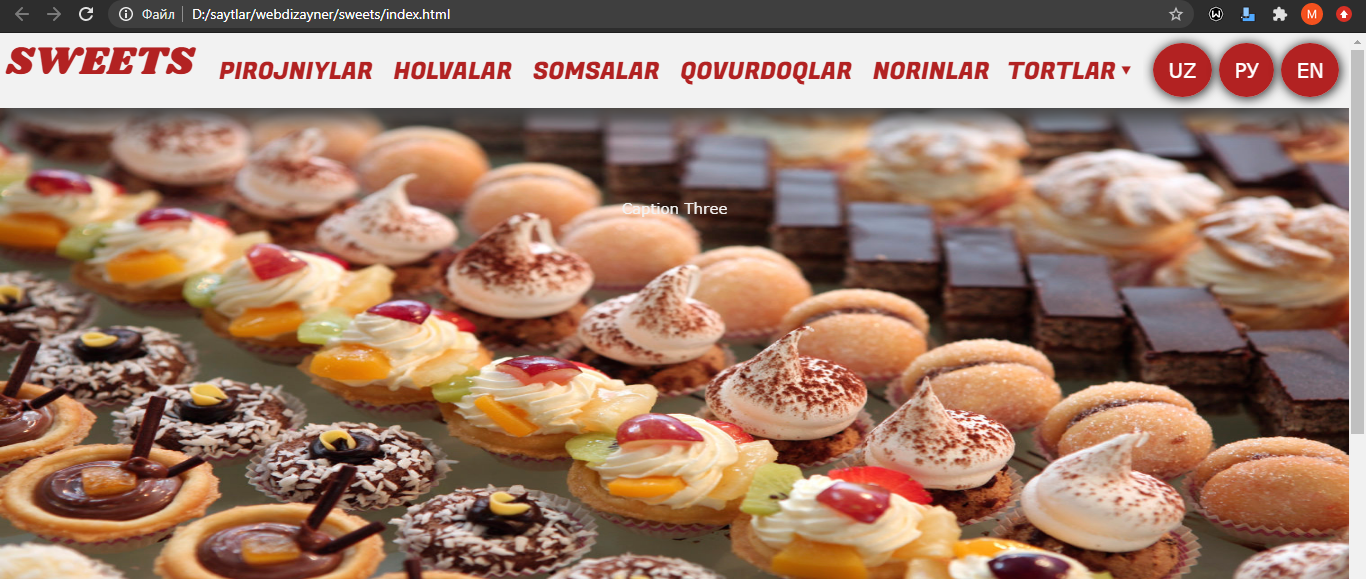 Файл D:/saytlar/webdizayner/sweets/index.html
M
SWEETS PIROJNIYLAR HOLVALAR SOMSALAR QOVURDOQLAR NORINLAR TORTLAR ▼ UZ РУ EN
Caption Three